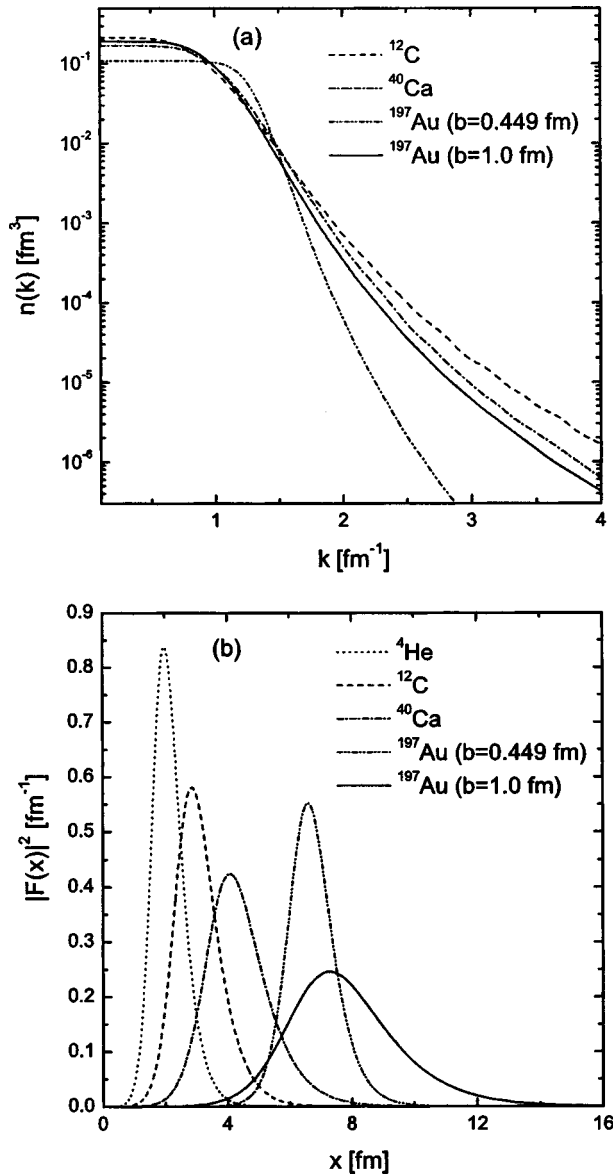 (a)
¹²C
⁴⁰Ca
¹⁹⁷Au (b=0.449 fm)
¹⁹⁷Au (b=1.0 fm)
10⁻¹
10⁻²
10⁻³
10⁻⁴
10⁻⁵
10⁻⁶
n(k) [fm³]
1
2
3
4
k [fm⁻¹]
(b)
⁴He
¹²C
⁴⁰Ca
¹⁹⁷Au (b=0.449 fm)
¹⁹⁷Au (b=1.0 fm)
0.9
0.8
0.7
0.6
0.5
0.4
0.3
0.2
0.1
0.0
|F(x)|² [fm⁻¹]
0
4
8
12
16
x [fm]